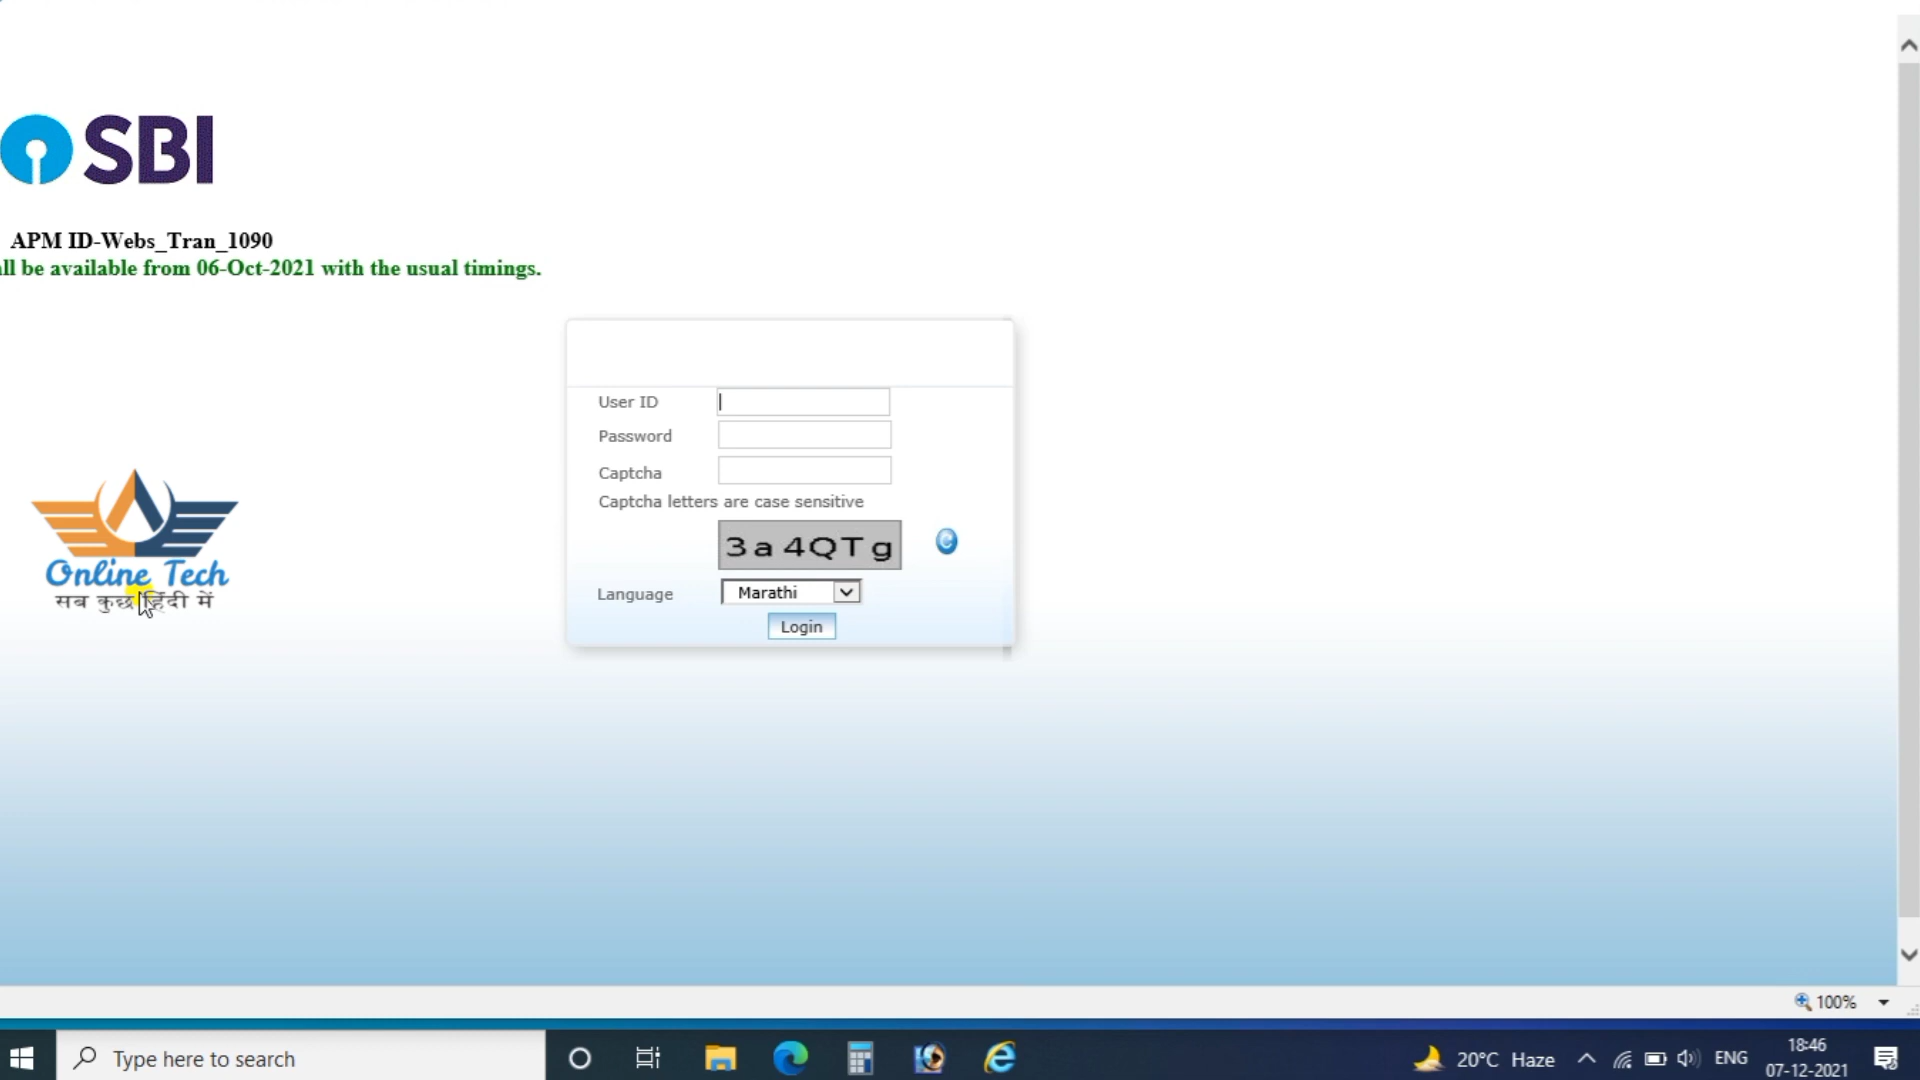 SBI
APM ID-Webs_Tran_1090
ll be available from 06-Oct-2021 with the usual timings.
User ID
Password
Captcha
Captcha letters are case sensitive
3a4QTg
Language Marathi
Login
Online Tech
सब कुछ हिंदी में
100%
Type here to search
20°C Haze
ENG
18:46
07-12-2021